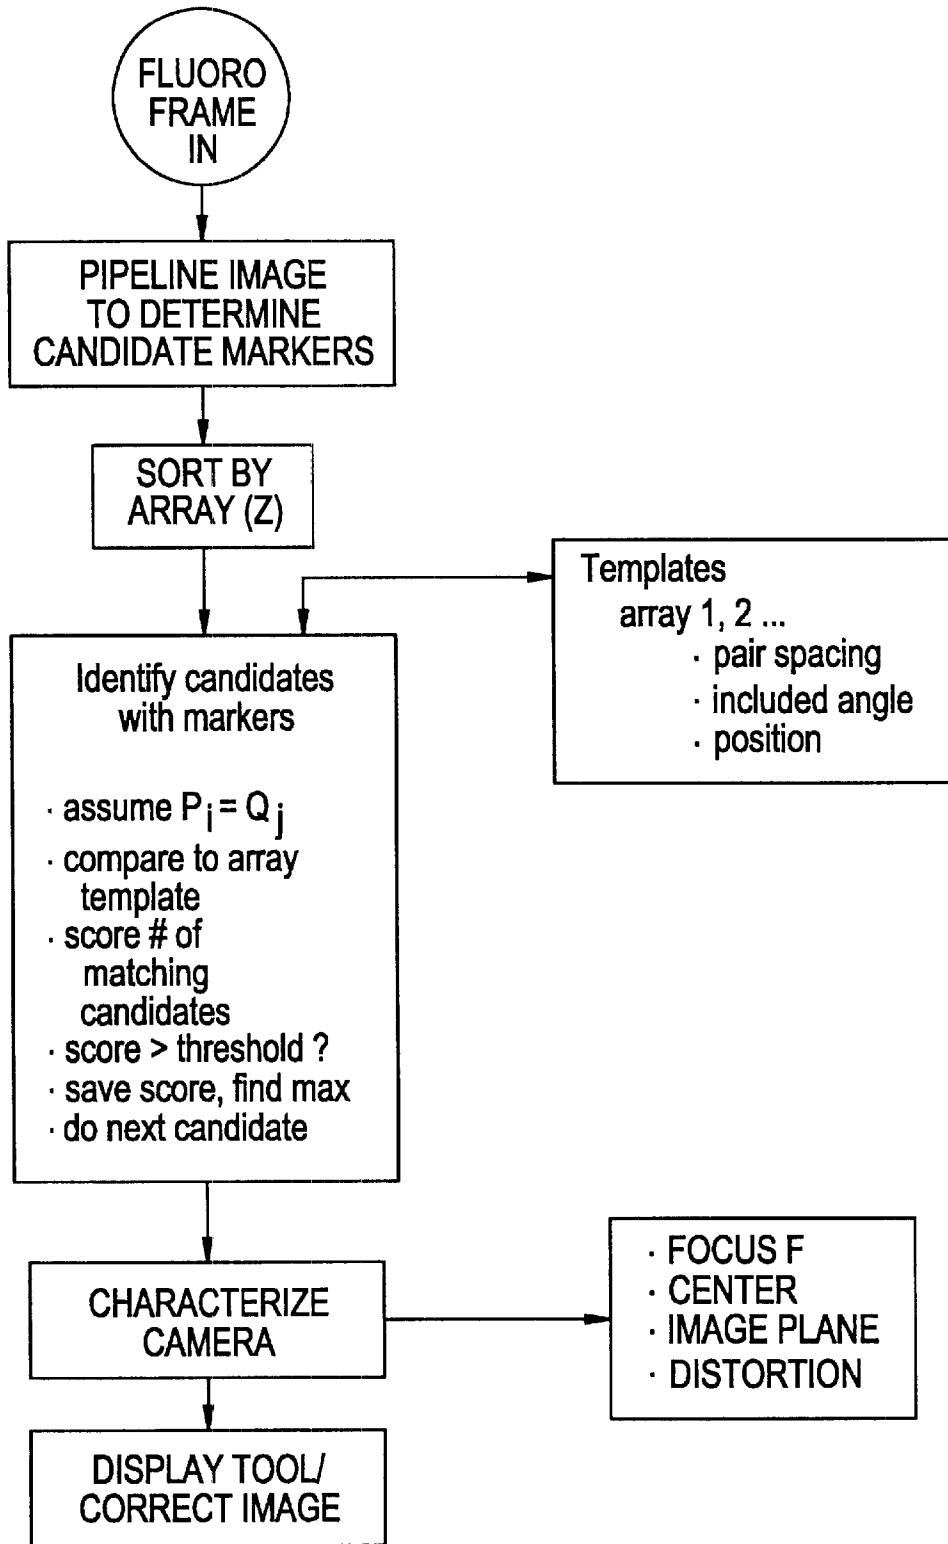 FLUORO
FRAME
IN
PIPELINE IMAGE
TO DETERMINE
CANDIDATE MARKERS
SORT BY
ARRAY (Z)
Templates
array 1, 2 ...
· pair spacing
· included angle
· position
Identify candidates
with markers
· assume Pi = Qj
· compare to array
template
· score # of
matching
candidates
· score > threshold ?
· save score, find max
· do next candidate
CHARACTERIZE
CAMERA
· FOCUS F
· CENTER
· IMAGE PLANE
· DISTORTION
DISPLAY TOOL/
CORRECT IMAGE